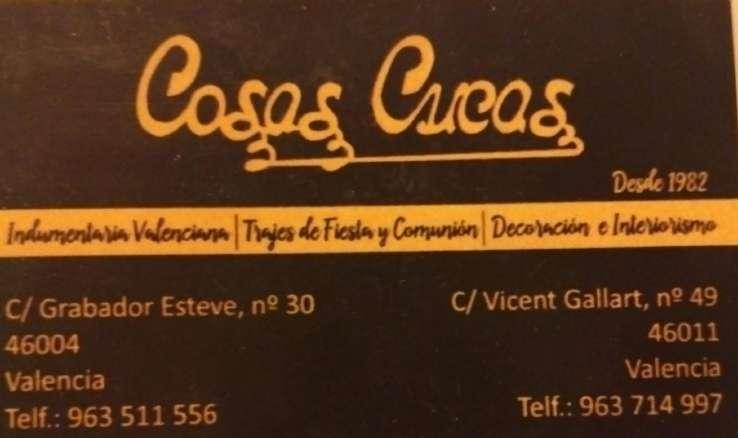 Cosas Cucas
Desde 1982
Indumentaria Valenciana | Trajes de Fiesta y Comunión | Decoración e Interiorismo
C/ Grabador Esteve, nº 30
46004
Valencia
Telf.: 963 511 556
C/ Vicent Gallart, nº 49
46011
Valencia
Telf.: 963 714 997